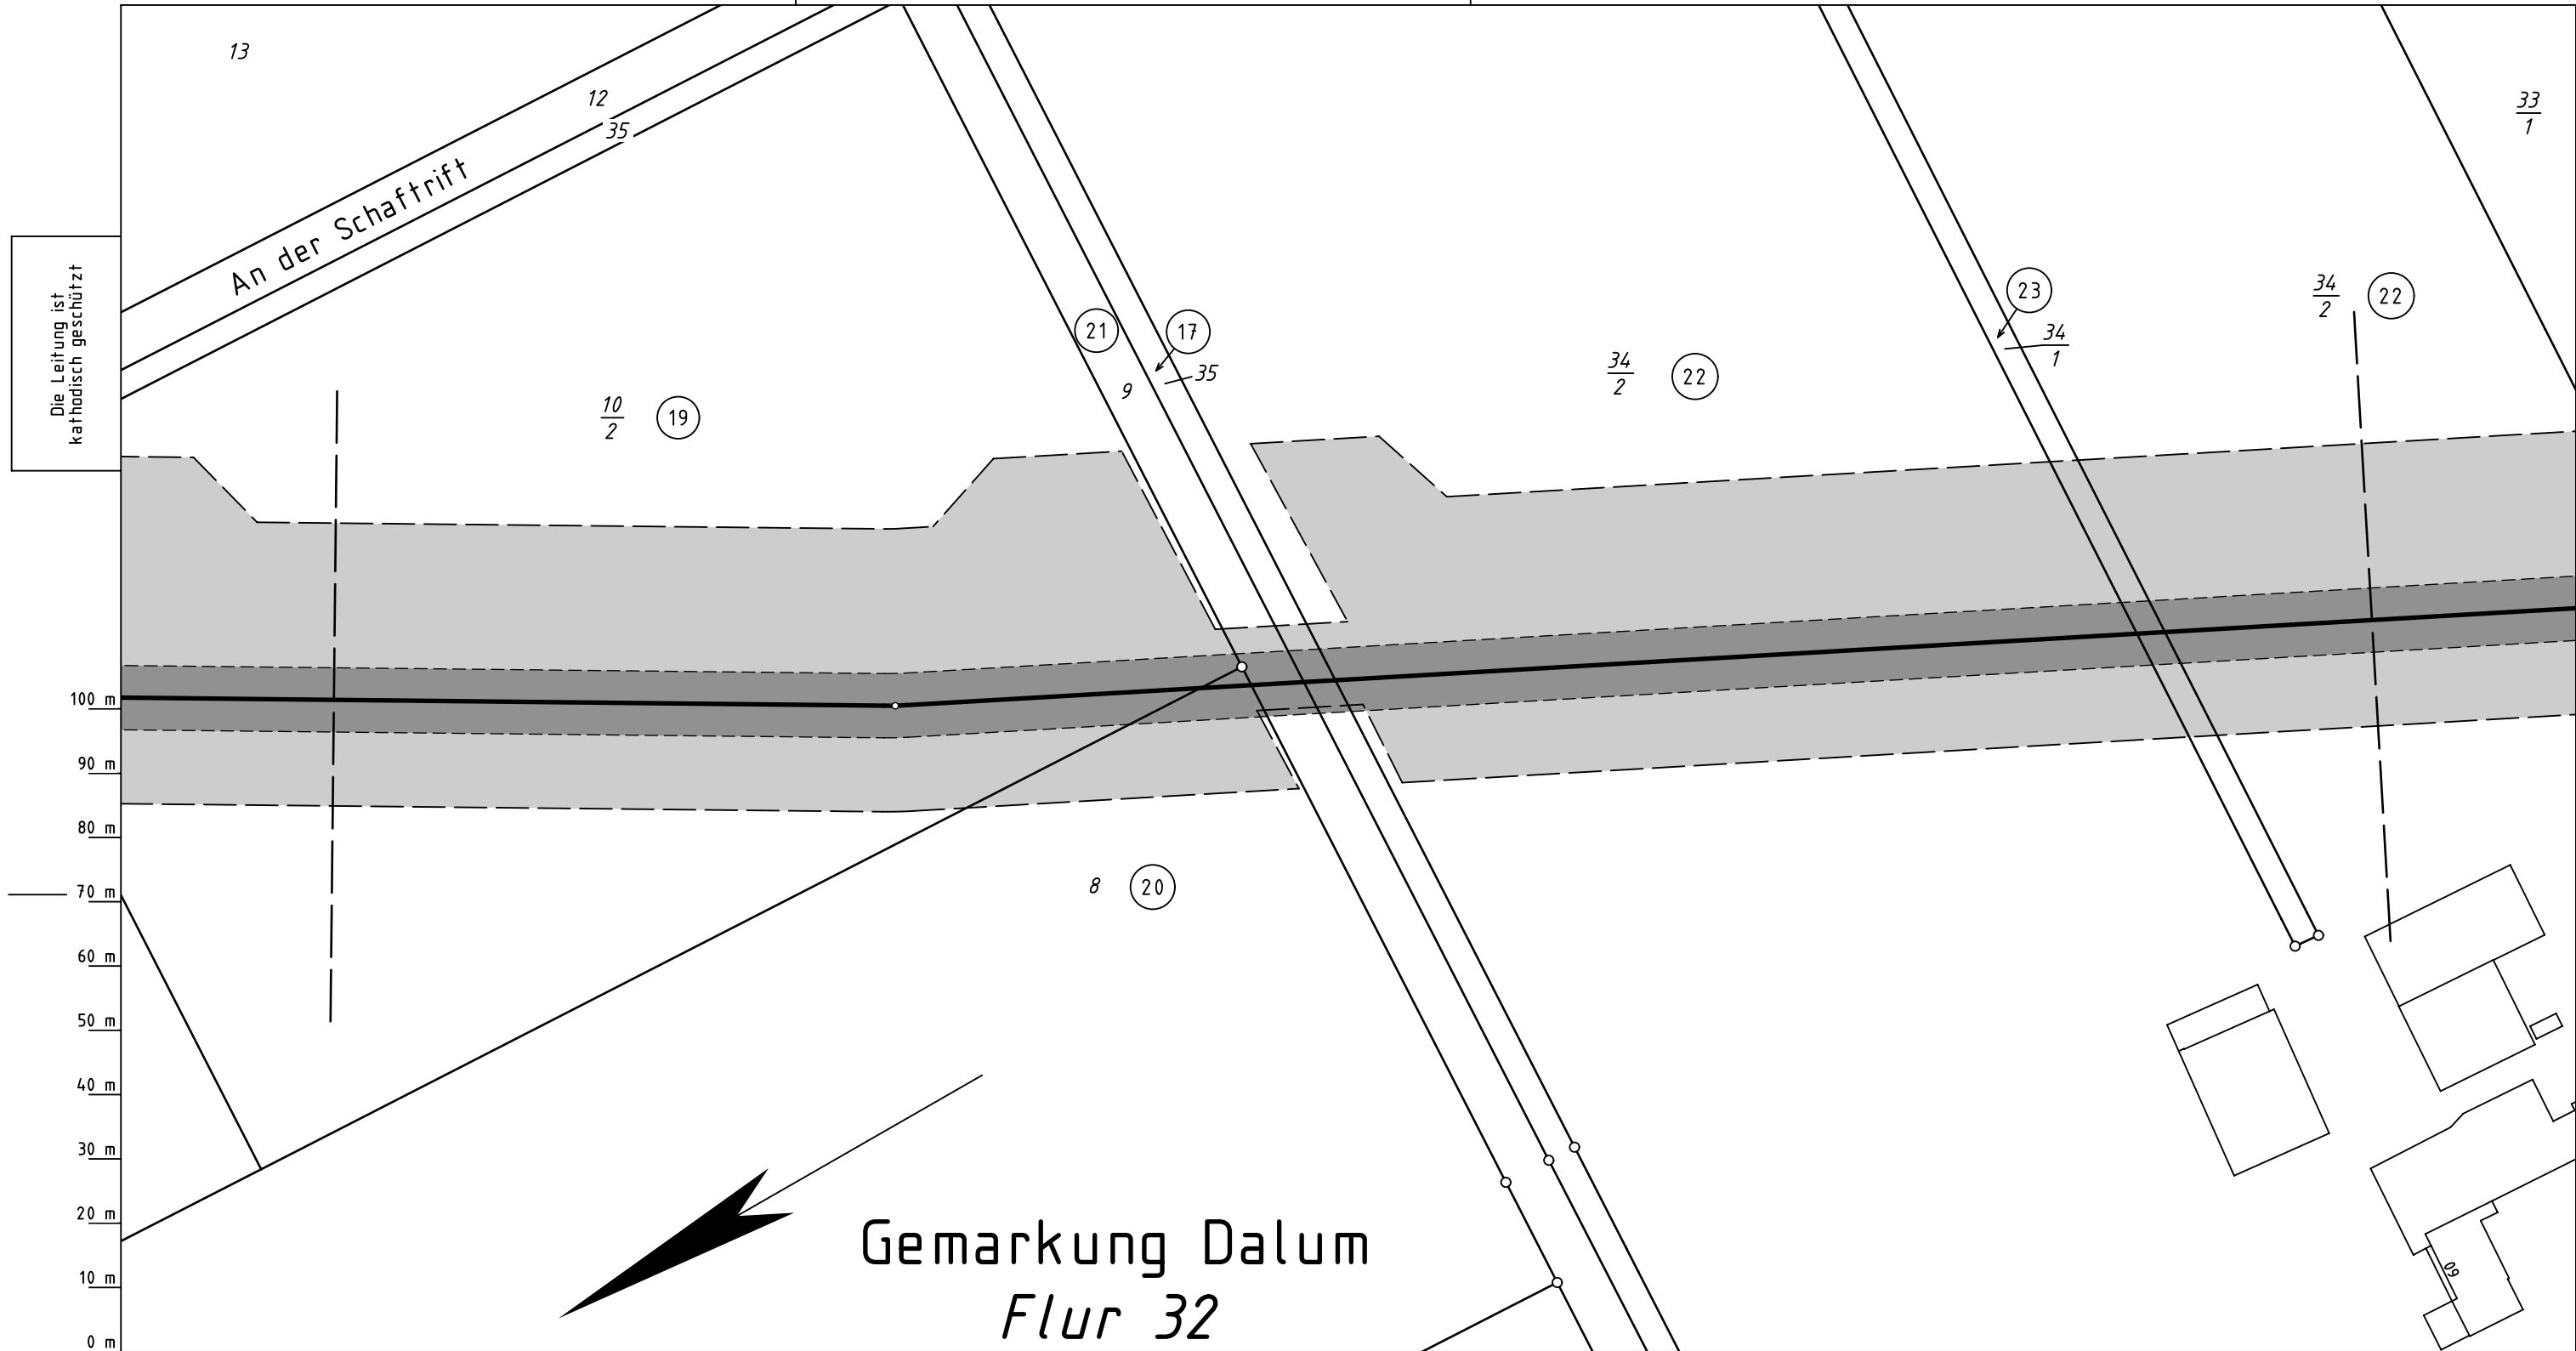 13
12
35
An der Schaftrift
33
1
Die Leitung ist
kathodisch geschützt
23
34
1
34
2
22
21
17
9
35
34
2
22
10
2
19
100 m
90 m
80 m
8
20
70 m
60 m
50 m
40 m
30 m
20 m
10 m
0 m
Gemarkung Dalum
Flur 32
60